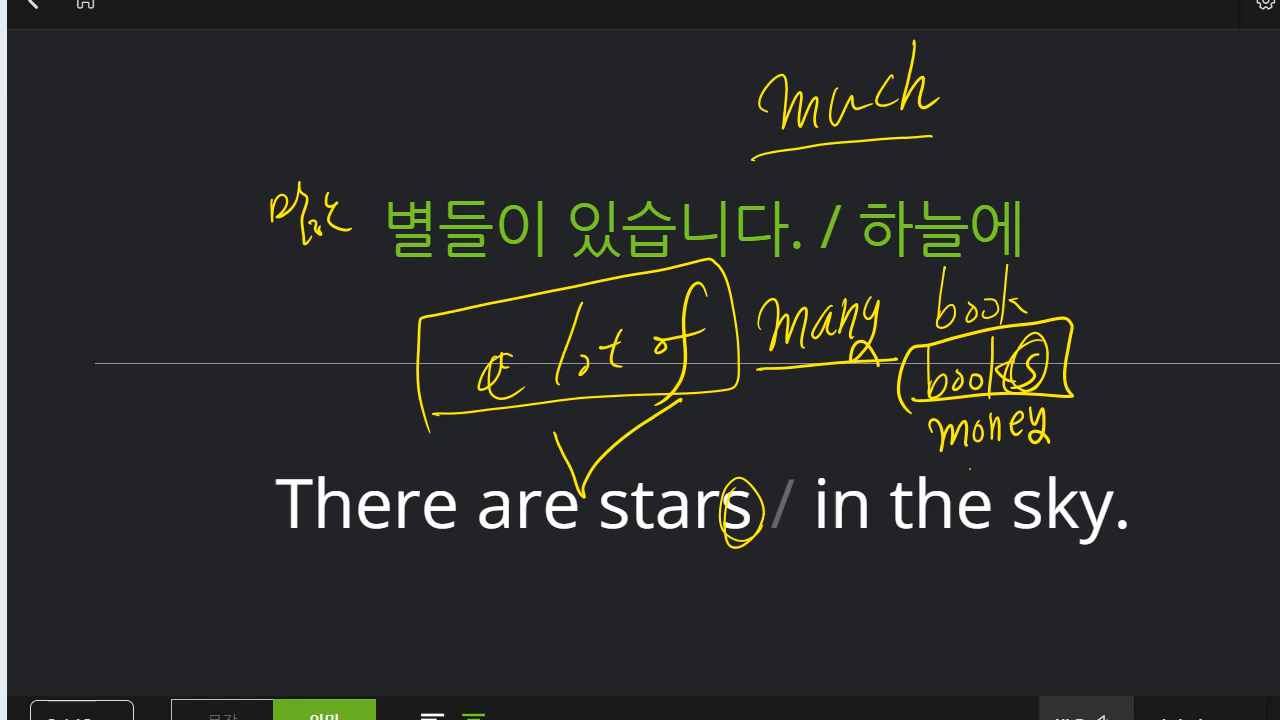 much
많은 별들이 있습니다. / 하늘에
a lot of many book
books
money
There are stars / in the sky.